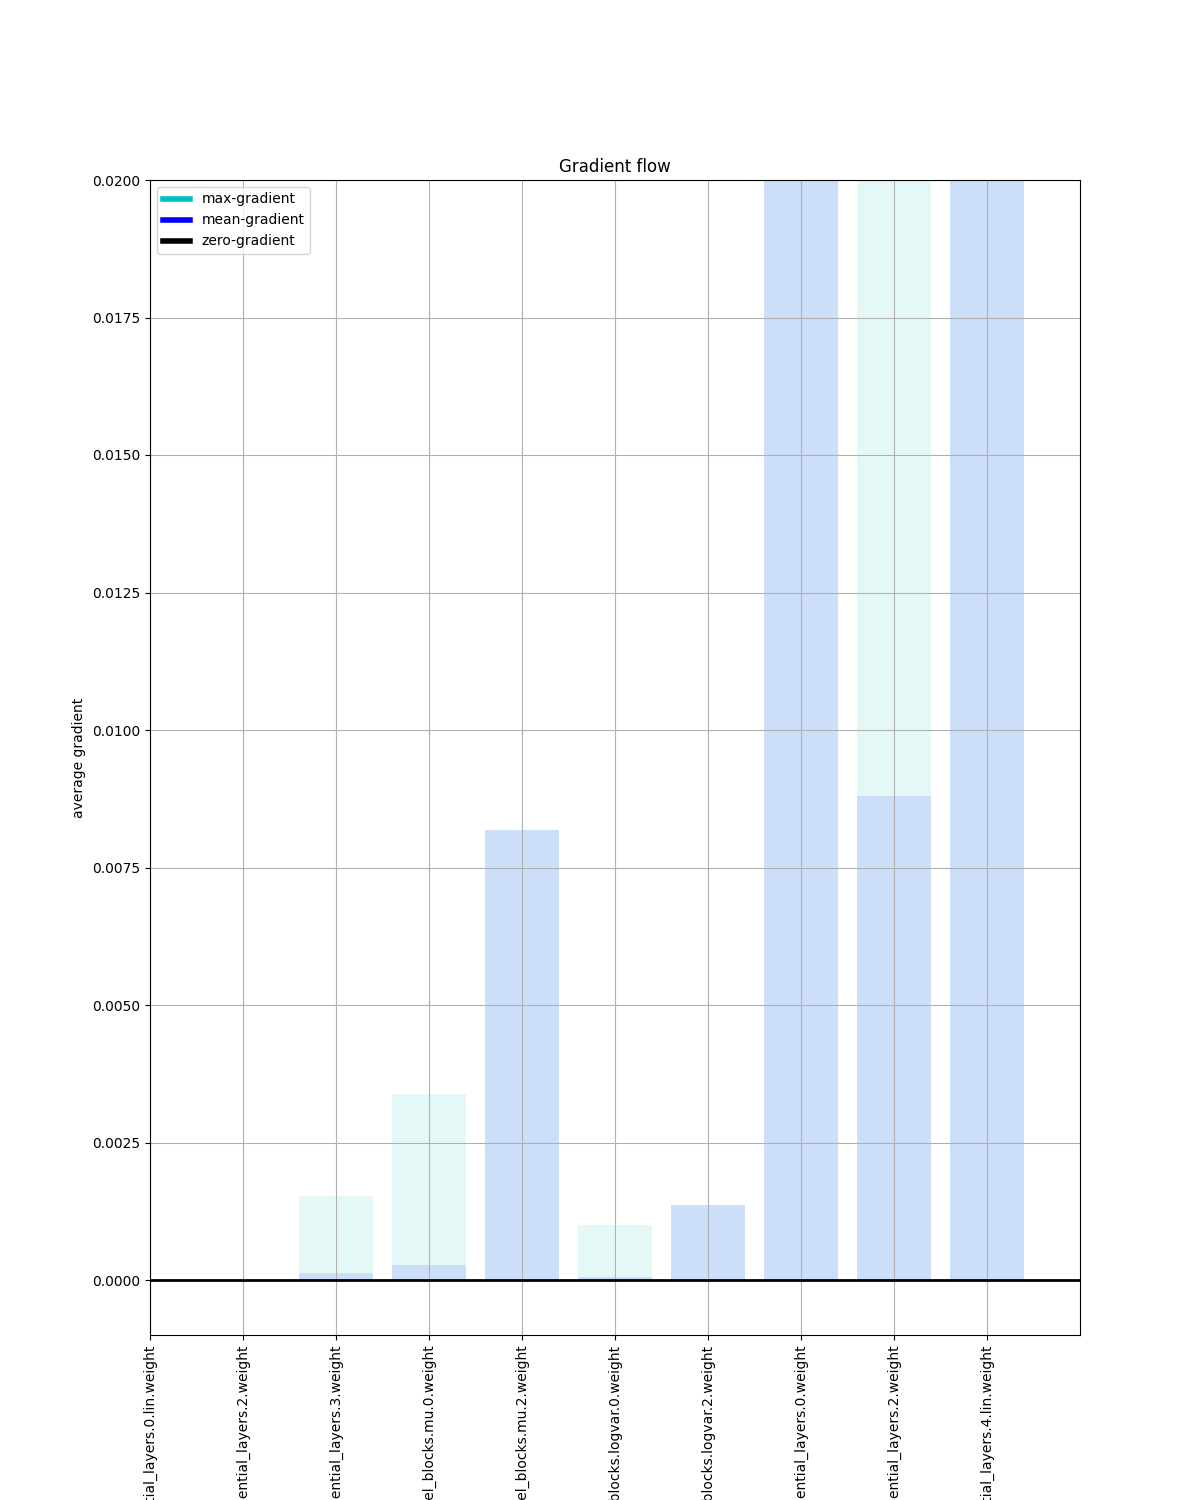 Gradient flow
max-gradient
mean-gradient
zero-gradient
0.0200
0.0175
0.0150
0.0125
0.0100
0.0075
0.0050
0.0025
0.0000
average gradient
tial_layers.0.lin.weight
ential_layers.2.weight
ential_layers.3.weight
el_blocks.mu.0.weight
el_blocks.mu.2.weight
blocks.logvar.0.weight
blocks.logvar.2.weight
ential_layers.0.weight
ential_layers.2.weight
tial_layers.4.lin.weight